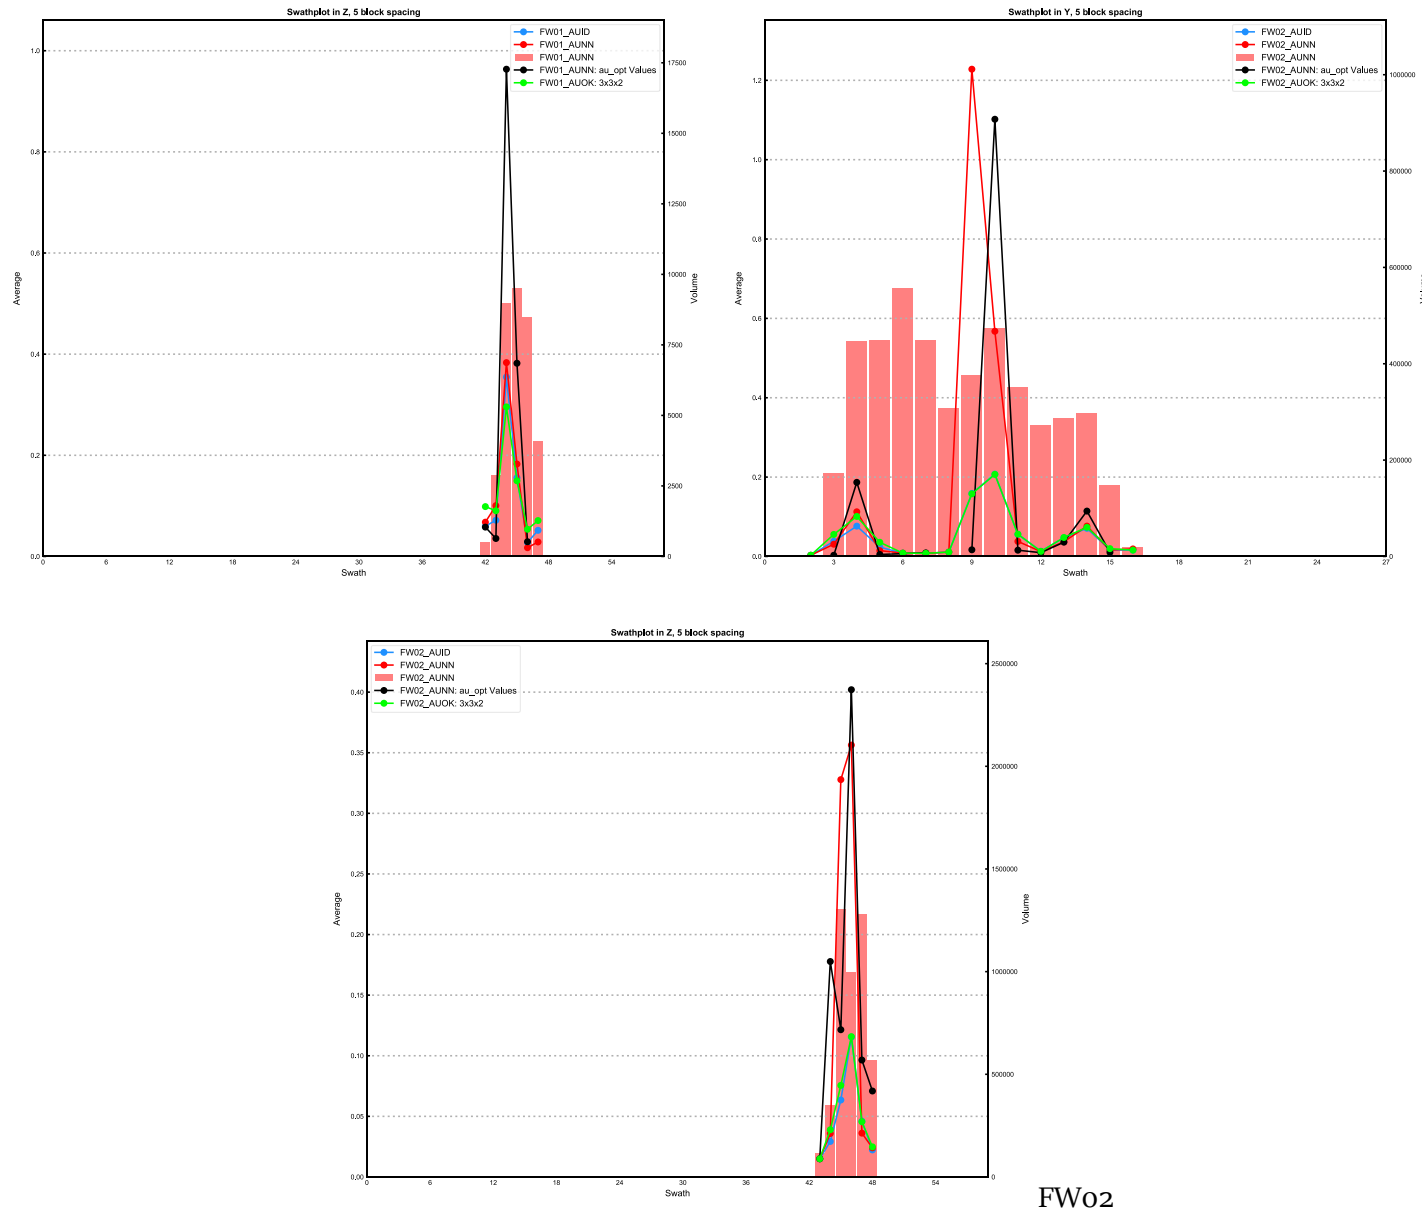 Swathplot in Z, 5 block spacing
FW01_AUID
FW01_AUNN
FW01_AUNN
FW01_AUNN: au_opt Values
FW01_AUOK: 3x3x2
1.0
0.8
0.6
0.4
0.2
0.0
Average
17500
15000
12500
10000
7500
5000
2500
0
Volume
0 6 12 18 24 30 36 42 48 54
Swath
Swathplot in Y, 5 block spacing
FW02_AUID
FW02_AUNN
FW02_AUNN
FW02_AUNN: au_opt Values
FW02_AUOK: 3x3x2
1.2
1.0
0.8
0.6
0.4
0.2
0.0
Average
1000000
800000
600000
400000
200000
0
0 3 6 9 12 15 18 21 24 27
Swath
Swathplot in Z, 5 block spacing
FW02_AUID
FW02_AUNN
FW02_AUNN
FW02_AUNN: au_opt Values
FW02_AUOK: 3x3x2
0.40
0.35
0.30
0.25
0.20
0.15
0.10
0.05
0.00
Average
2500000
2000000
1500000
1000000
500000
0
Volume
0 6 12 18 24 30 36 42 48 54
Swath
FW02